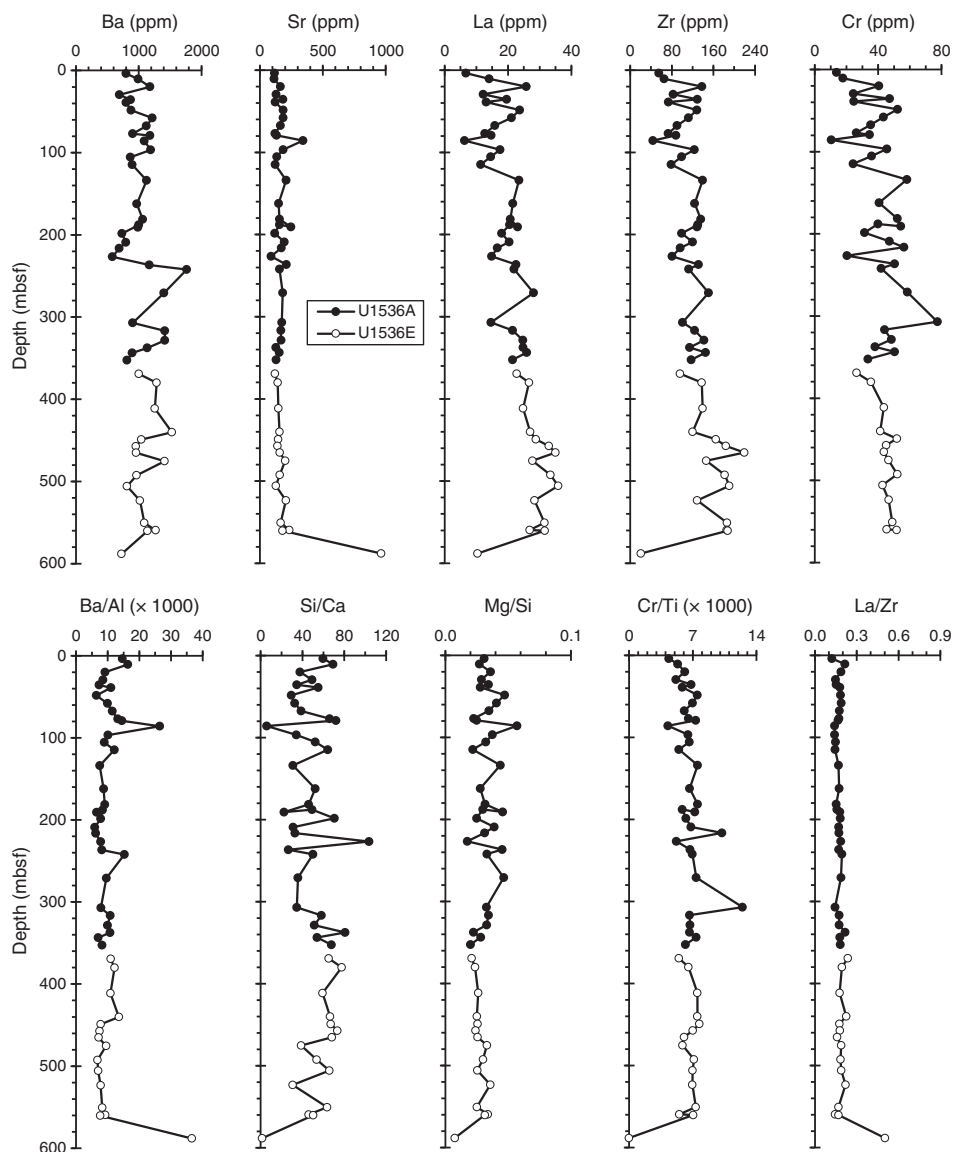 Ba (ppm) Sr (ppm) La (ppm) Zr (ppm) Cr (ppm)
0 1000 2000 0 500 1000 0 20 40 0 80 160 240 0 40 80
0
100
200
300
400
500
600
Depth (mbsf)
U1536A
U1536E
Ba/Al (× 1000) Si/Ca Mg/Si Cr/Ti (× 1000) La/Zr
0 10 20 30 40 0 40 80 120 0.0 0.1 0 7 14 0.0 0.3 0.6 0.9
0
100
200
300
400
500
600
Depth (mbsf)